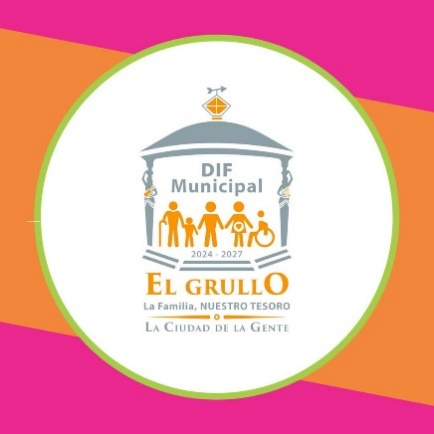 DIF
Municipal
2024 - 2027
EL GRULLO
La Familia, NUESTRO TESORO
LA CIUDAD DE LA GENTE